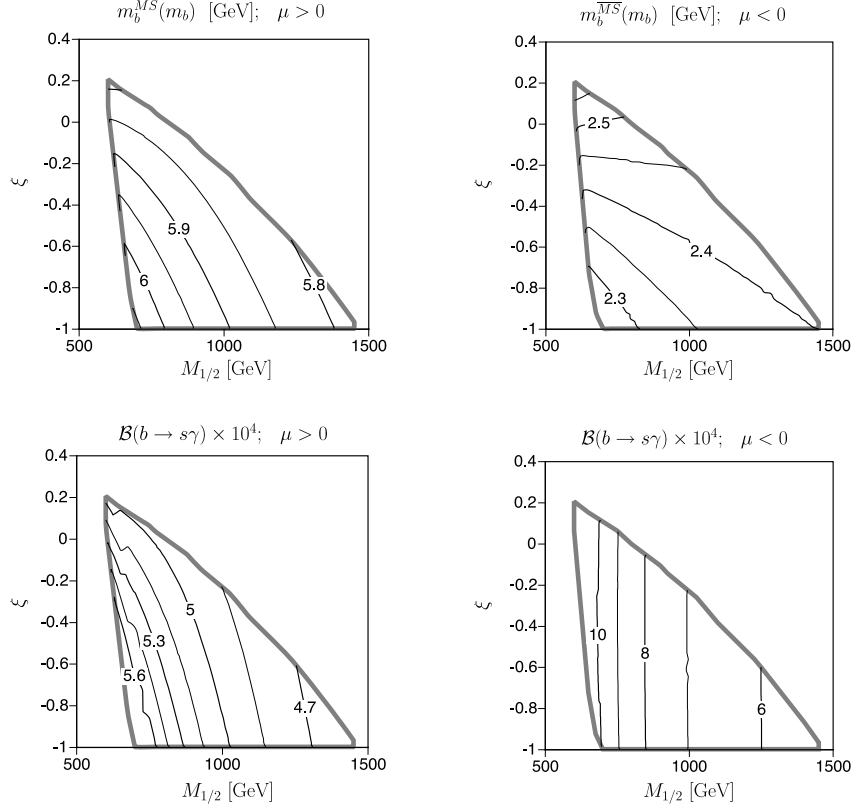 m_b^{MS}(m_b) [GeV]; μ > 0
0.4
0.2
0
-0.2
-0.4
-0.6
-0.8
-1
ξ
5.9
6
5.8
500 1000 1500
M_{1/2} [GeV]
m_b^{\overline{MS}}(m_b) [GeV]; μ < 0
0.4
0.2
0
-0.2
-0.4
-0.6
-0.8
-1
ξ
2.5
2.4
2.3
500 1000 1500
M_{1/2} [GeV]
B(b → sγ) × 10^4; μ > 0
0.4
0.2
0
-0.2
-0.4
-0.6
-0.8
-1
ξ
5
5.3
5.6
4.7
500 1000 1500
M_{1/2} [GeV]
B(b → sγ) × 10^4; μ < 0
0.4
0.2
0
-0.2
-0.4
-0.6
-0.8
-1
ξ
10
8
6
500 1000 1500
M_{1/2} [GeV]